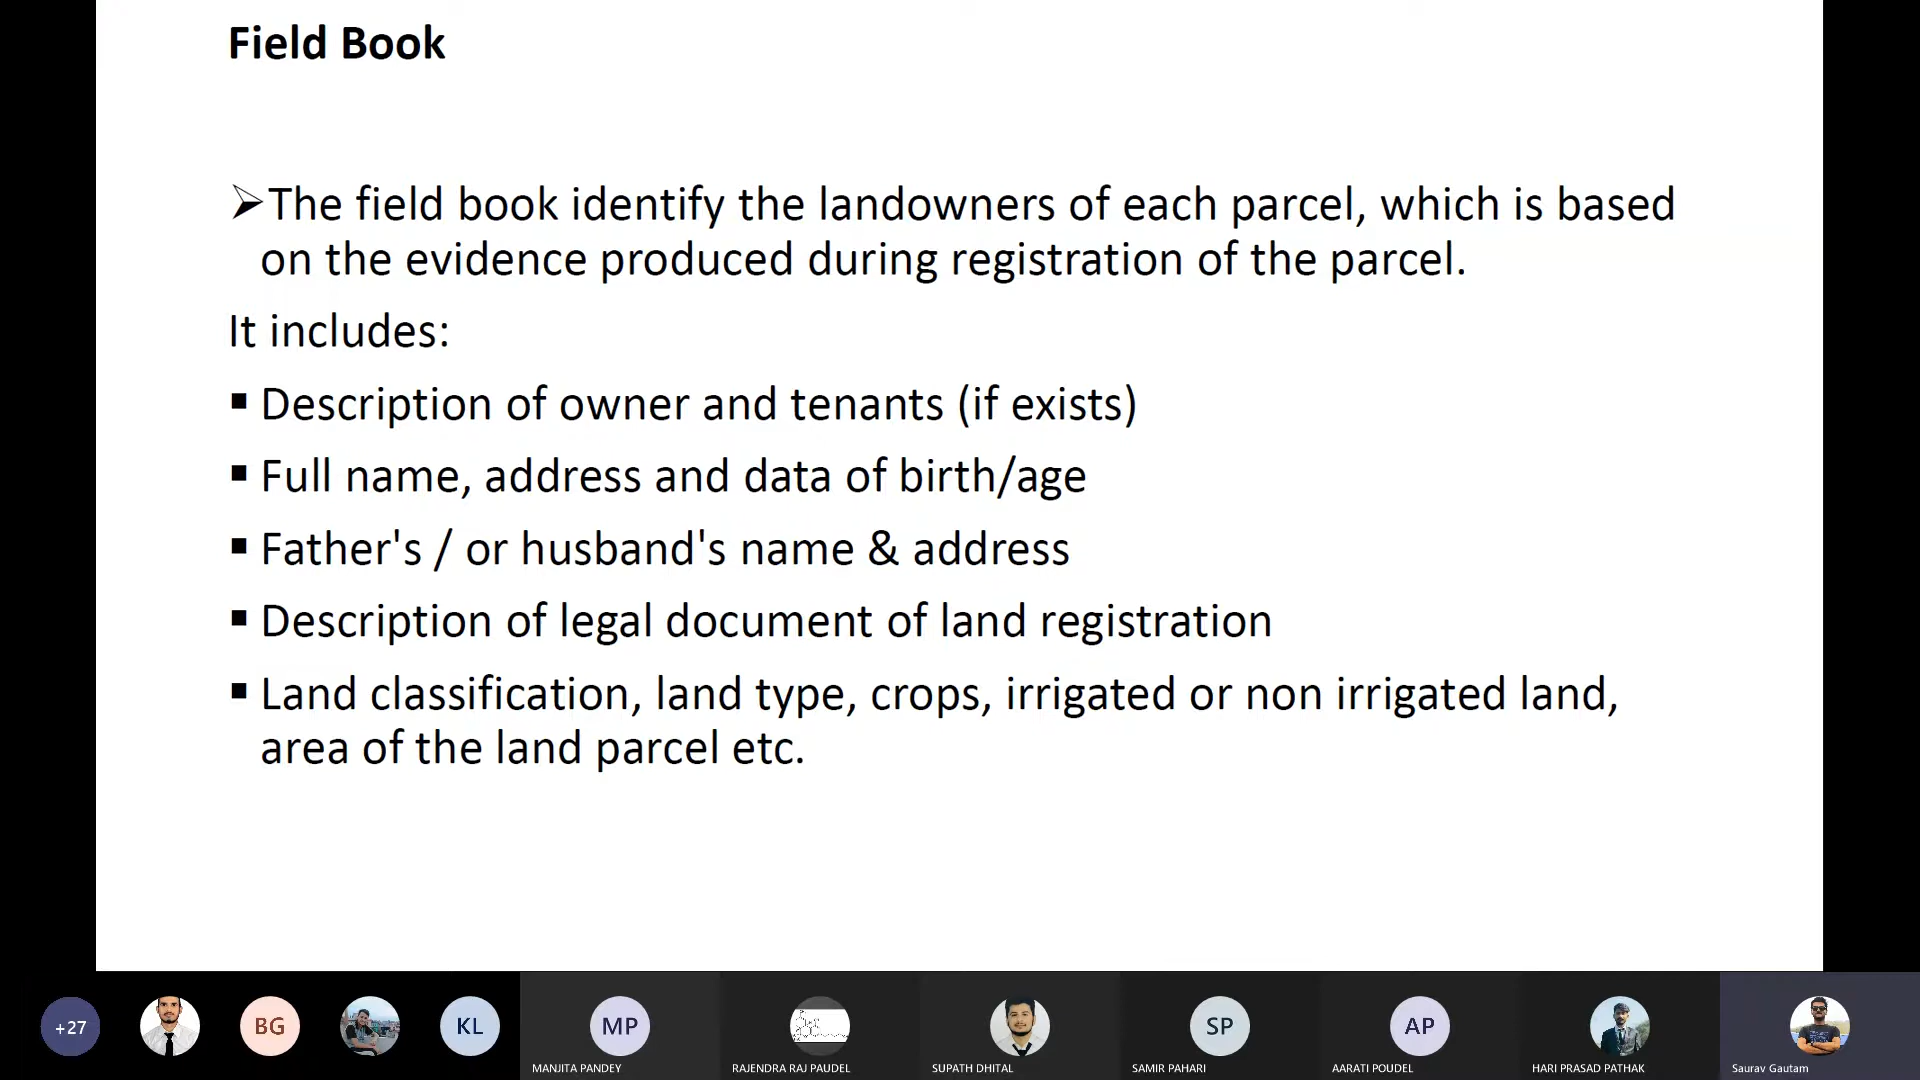 Field Book
➢The field book identify the landowners of each parcel, which is based
on the evidence produced during registration of the parcel.
It includes:
▪ Description of owner and tenants (if exists)
▪ Full name, address and data of birth/age
▪ Father's / or husband's name & address
▪ Description of legal document of land registration
▪ Land classification, land type, crops, irrigated or non irrigated land,
area of the land parcel etc.
+27
BG
KL
MP
SP
AP
MANJITA PANDEY
RAJENDRA RAJ PAUDEL
SUPATH DHITAL
SAMIR PAHARI
AARATI POUDEL
HARI PRASAD PATHAK
Saurav Gautam